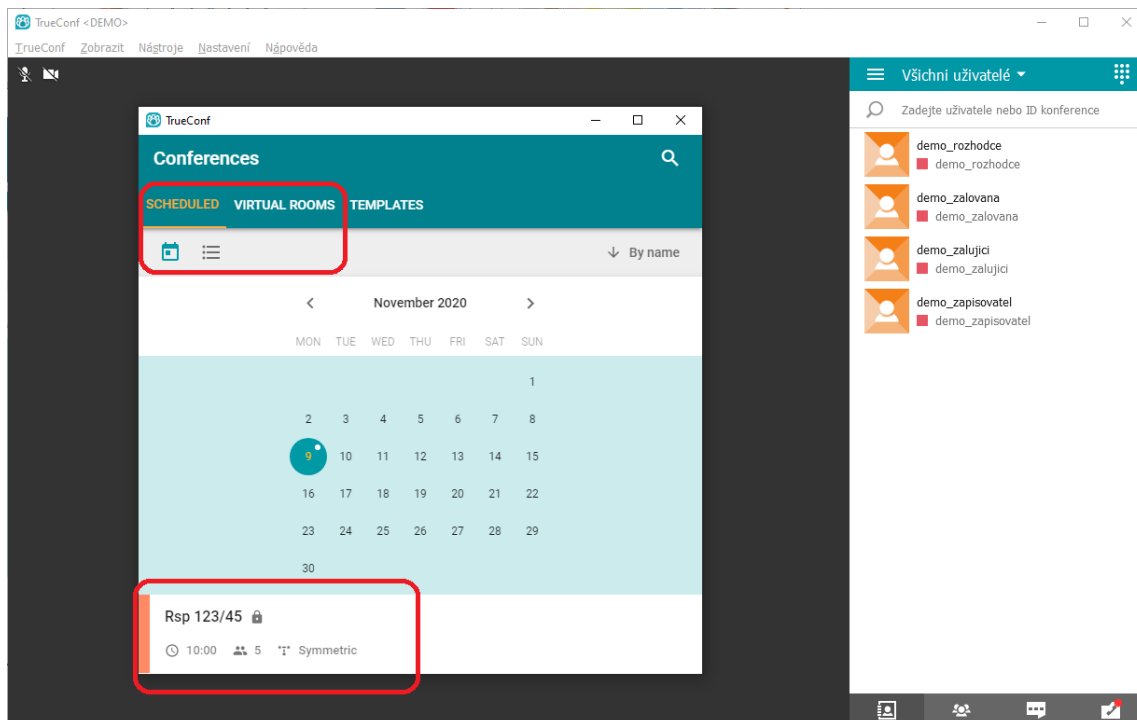 TrueConf <DEMO>
TrueConf Zobrazit Nástroje Nastavení Nápověda
TrueConf
Conferences
SCHEDULED VIRTUAL ROOMS TEMPLATES
By name
November 2020
MON TUE WED THU FRI SAT SUN
1
2 3 4 5 6 7 8
9 10 11 12 13 14 15
16 17 18 19 20 21 22
23 24 25 26 27 28 29
30
Rsp 123/45
10:00 5 Symmetric
Všichni uživatelé
Zadejte uživatele nebo ID konference
demo_rozhodce
demo_rozhodce
demo_zalovana
demo_zalovana
demo_zalujici
demo_zalujici
demo_zapisovatel
demo_zapisovatel